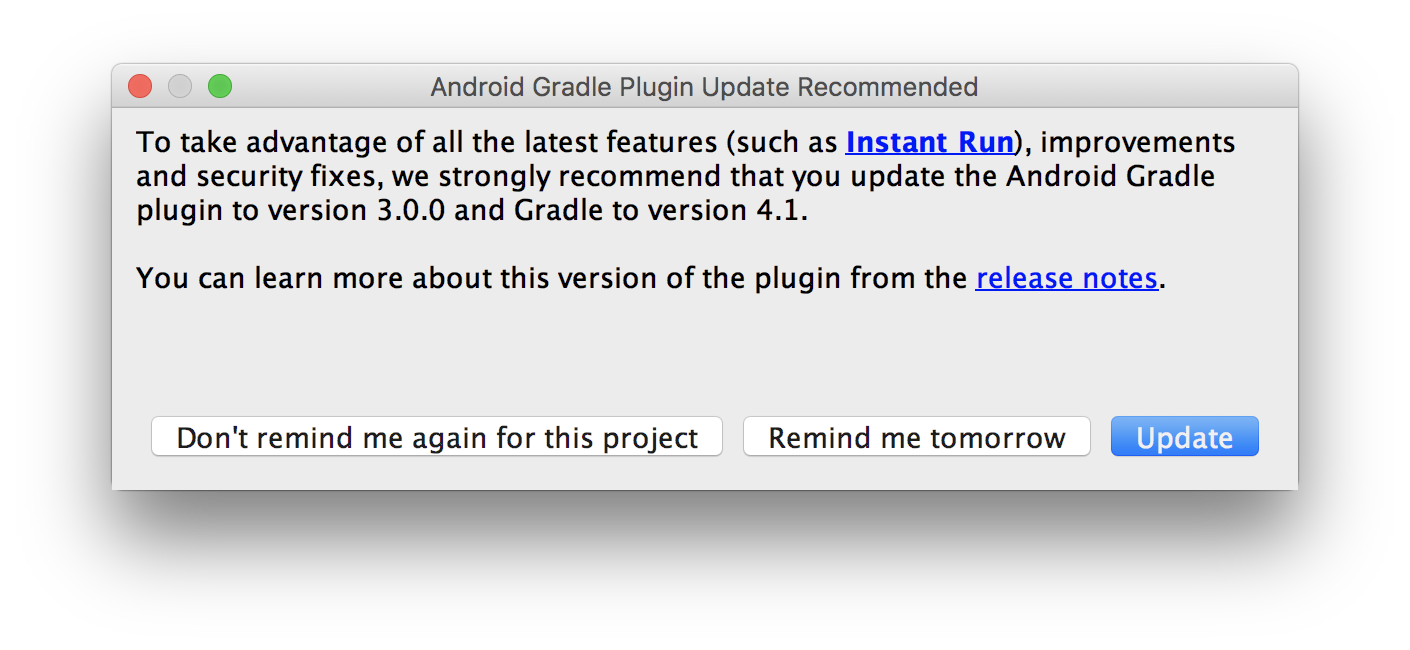 Android Gradle Plugin Update Recommended
To take advantage of all the latest features (such as Instant Run), improvements
and security fixes, we strongly recommend that you update the Android Gradle
plugin to version 3.0.0 and Gradle to version 4.1.
You can learn more about this version of the plugin from the release notes.
Don't remind me again for this project
Remind me tomorrow
Update